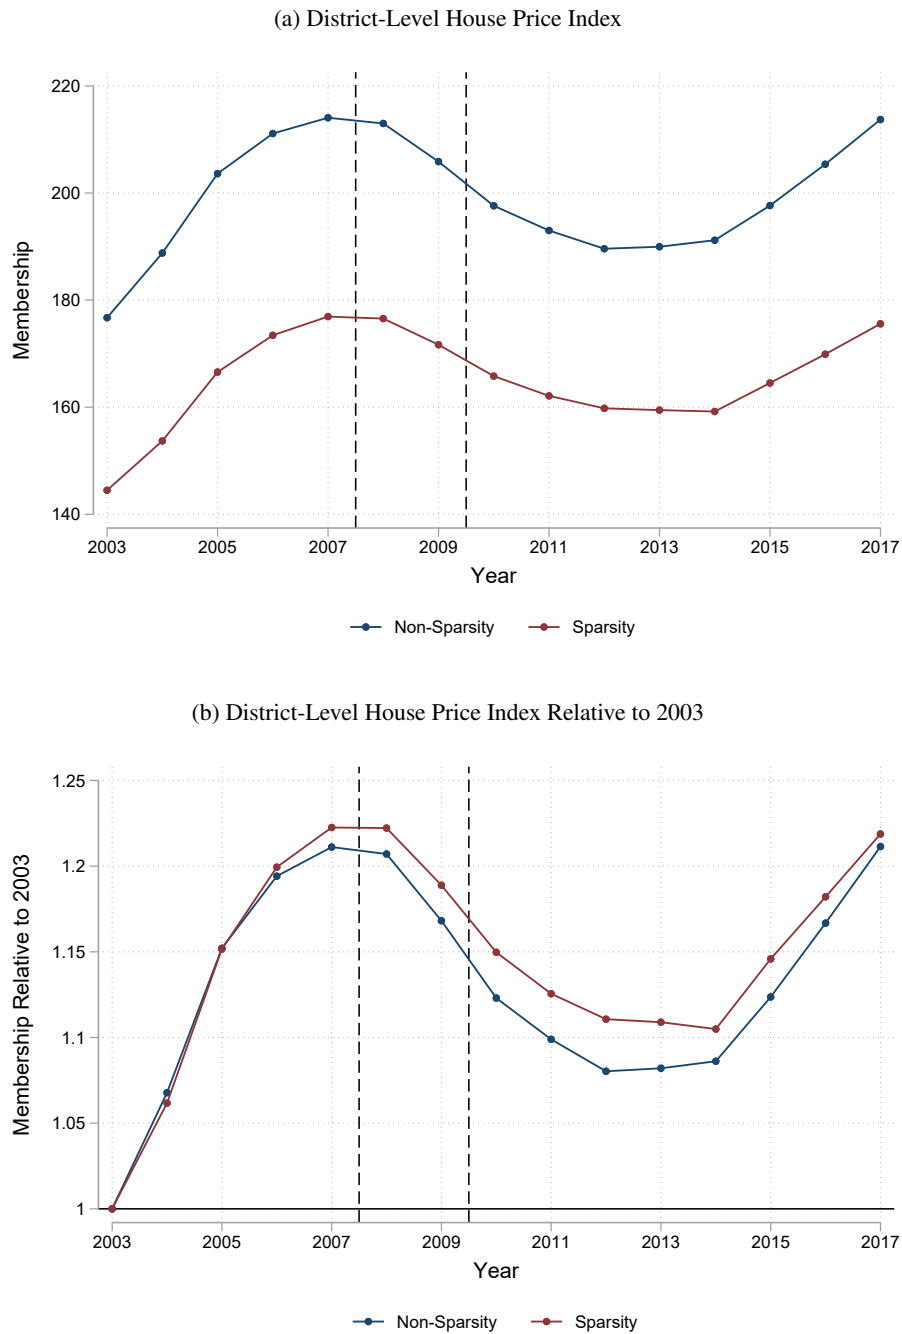 (a) District-Level House Price Index
220
200
180
160
140
Membership
2003 2005 2007 2009 2011 2013 2015 2017
Year
Non-Sparsity Sparsity
(b) District-Level House Price Index Relative to 2003
1.25
1.2
1.15
1.1
1.05
1
Membership Relative to 2003
2003 2005 2007 2009 2011 2013 2015 2017
Year
Non-Sparsity Sparsity